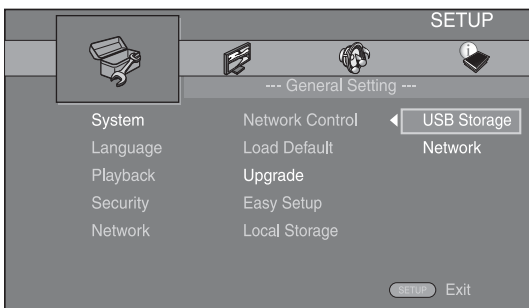 SETUP
--- General Setting ---
System Network Control USB Storage
Language Load Default Network
Playback Upgrade
Security Easy Setup
Network Local Storage
SETUP Exit